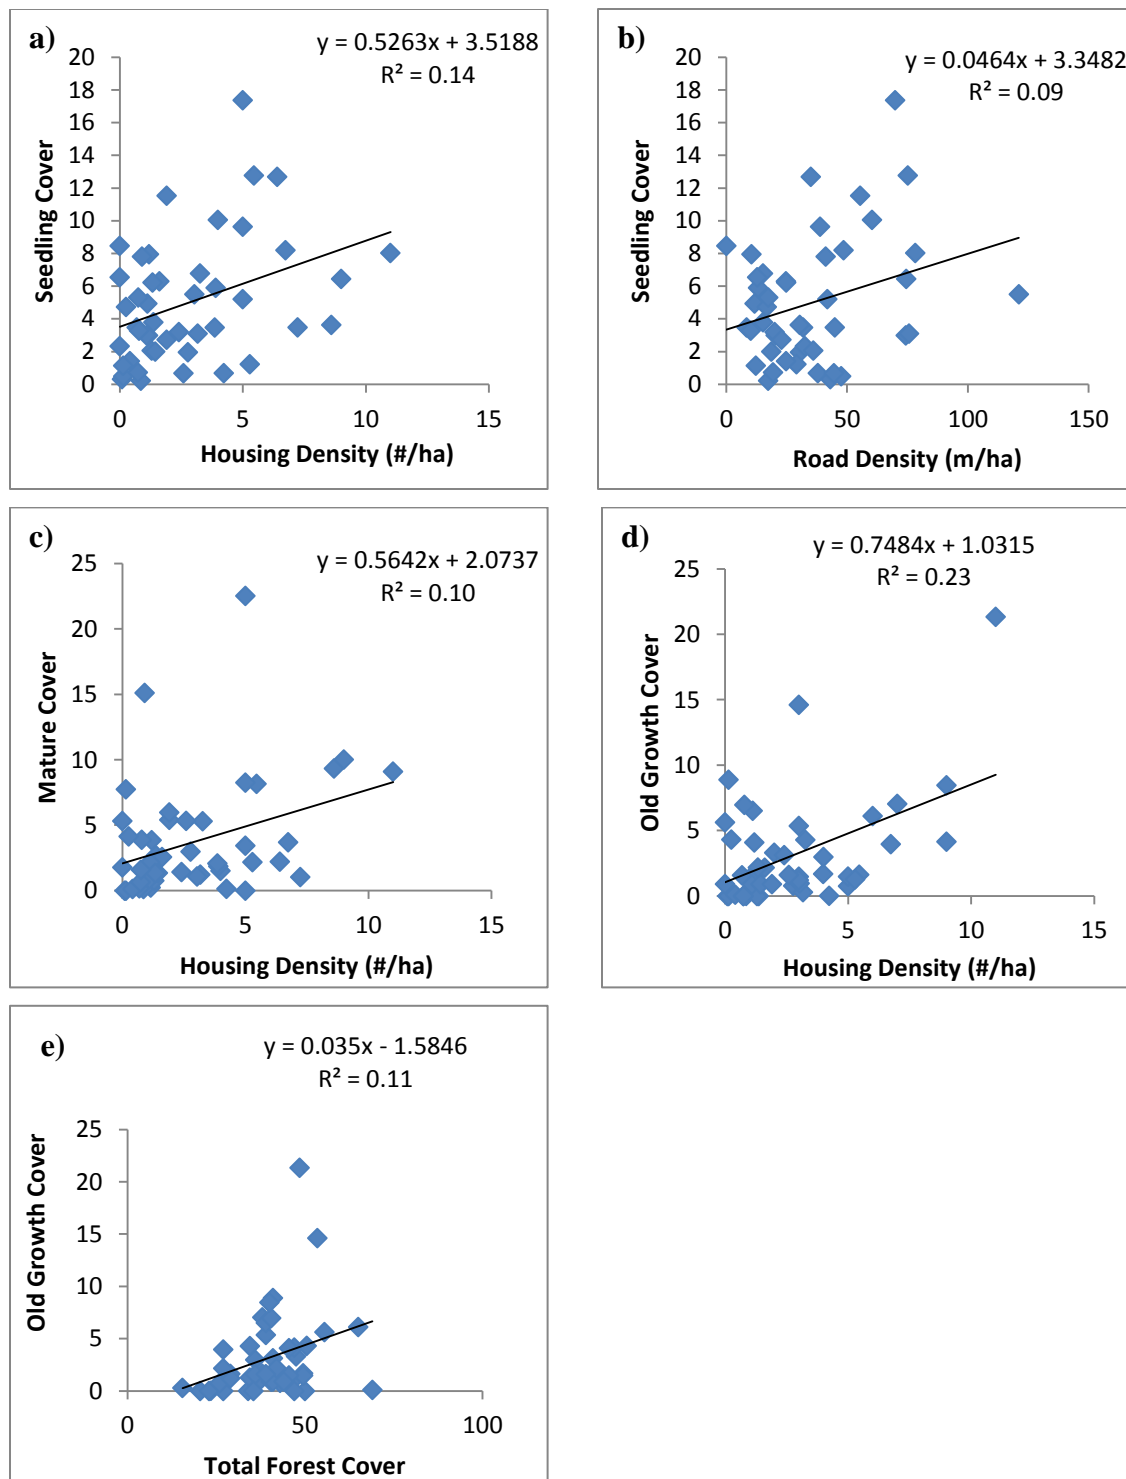 a)
y = 0.5263x + 3.5188
R² = 0.14
20
18
16
14
12
10
8
6
4
2
0
Seedling Cover
0 5 10 15
Housing Density (#/ha)
b)
y = 0.0464x + 3.3482
R² = 0.09
20
18
16
14
12
10
8
6
4
2
0
Seedling Cover
0 50 100 150
Road Density (m/ha)
c)
y = 0.5642x + 2.0737
R² = 0.10
25
20
15
10
5
0
Mature Cover
0 5 10 15
Housing Density (#/ha)
d)
y = 0.7484x + 1.0315
R² = 0.23
25
20
15
10
5
0
Old Growth Cover
0 5 10 15
Housing Density (#/ha)
e)
y = 0.035x - 1.5846
R² = 0.11
25
20
15
10
5
0
Old Growth Cover
0 50 100
Total Forest Cover